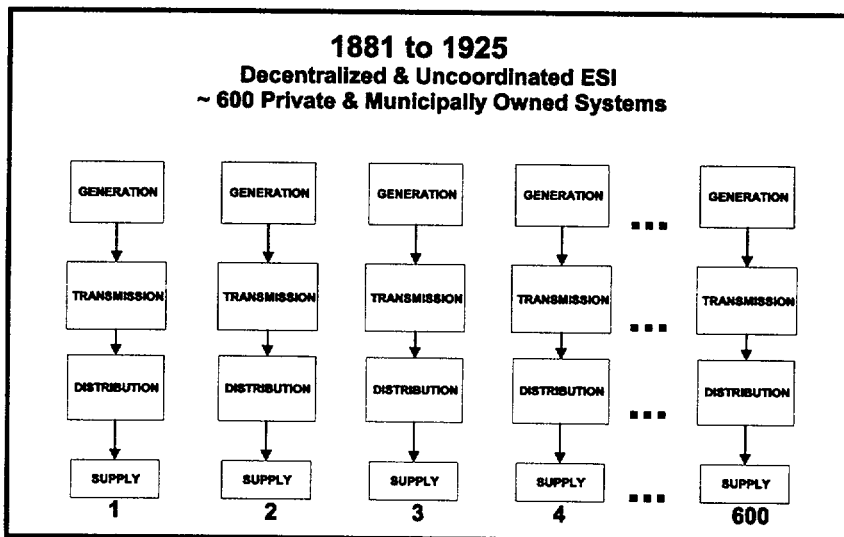 1881 to 1925
Decentralized & Uncoordinated ESI
~ 600 Private & Municipally Owned Systems
GENERATION GENERATION GENERATION GENERATION ... GENERATION
TRANSMISSION TRANSMISSION TRANSMISSION TRANSMISSION ... TRANSMISSION
DISTRIBUTION DISTRIBUTION DISTRIBUTION DISTRIBUTION ... DISTRIBUTION
SUPPLY SUPPLY SUPPLY SUPPLY ... SUPPLY
1 2 3 4 600